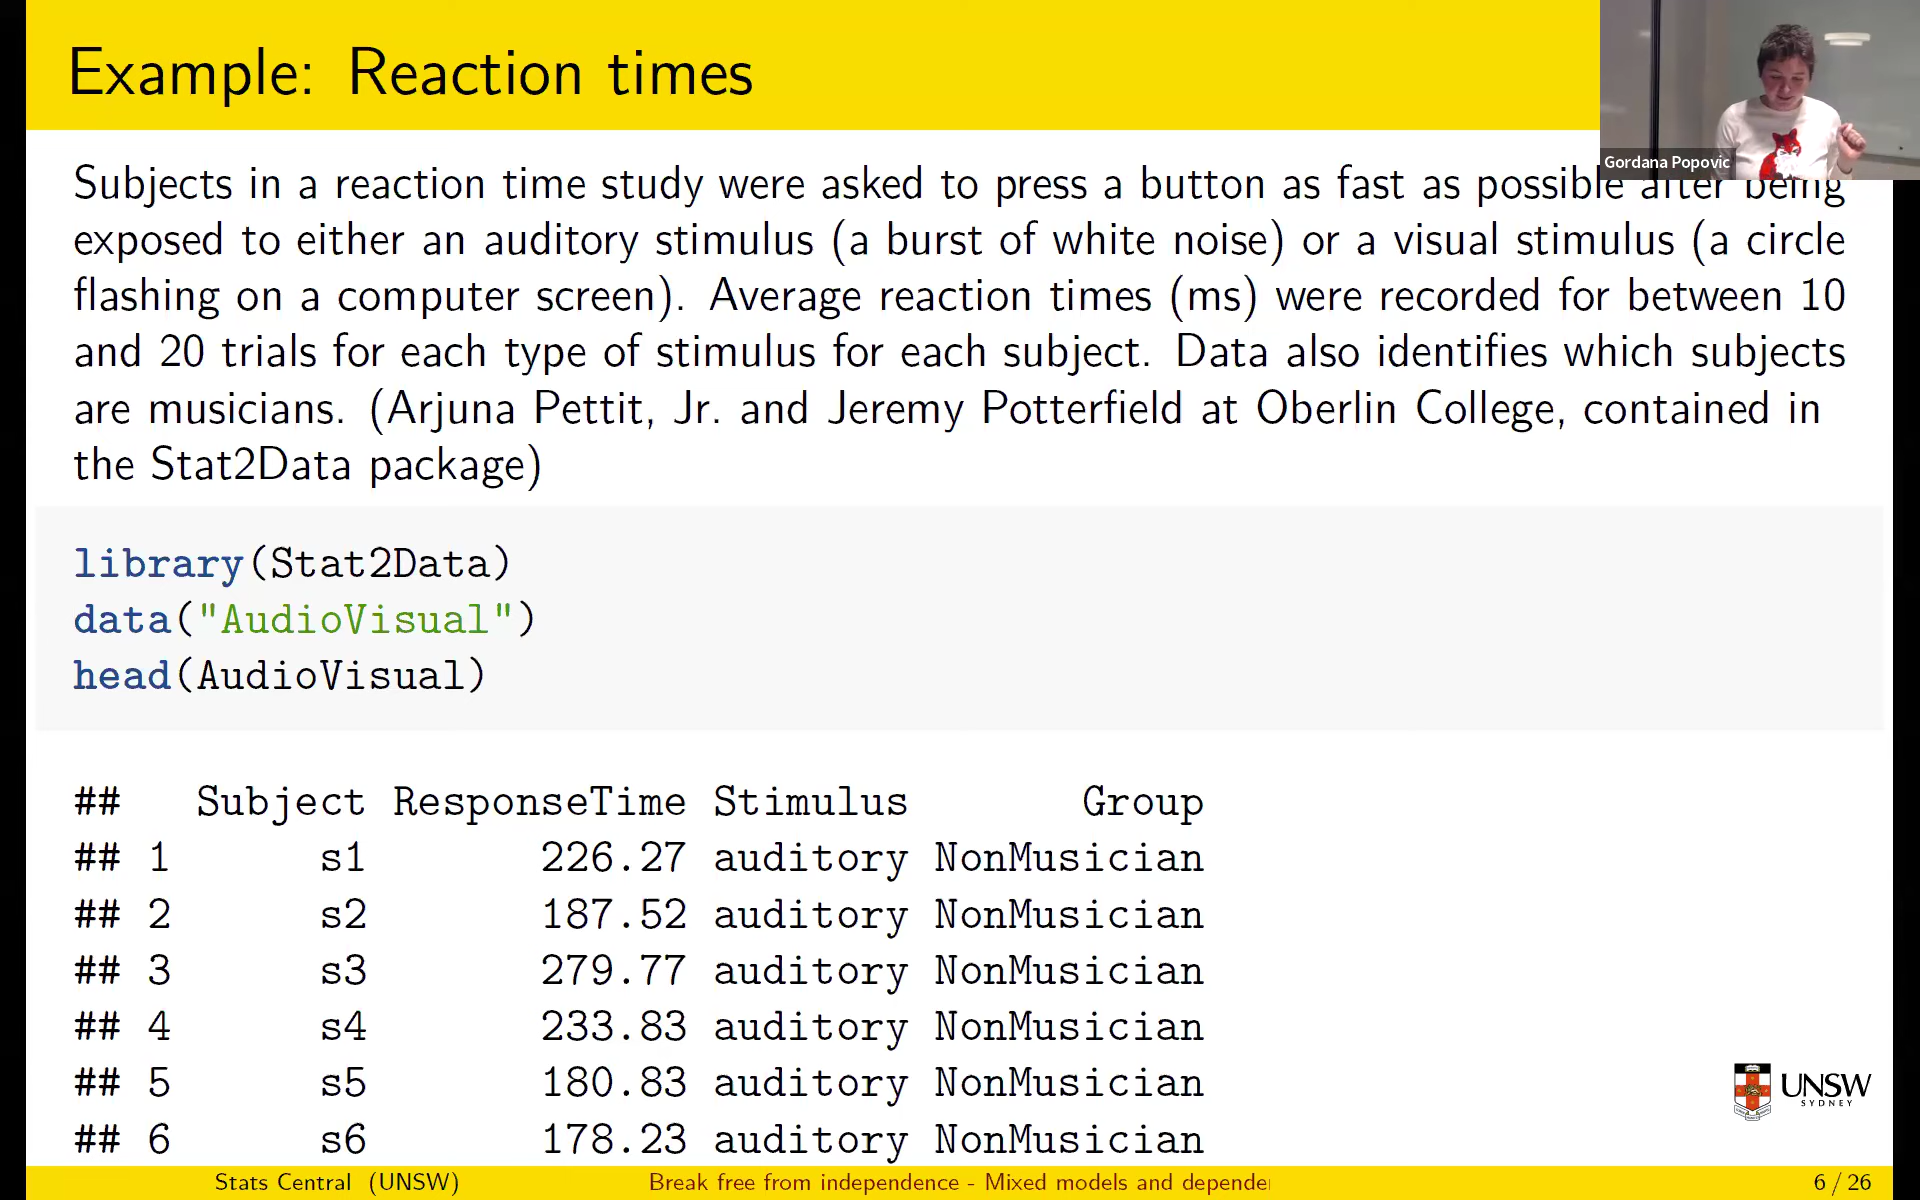 Example: Reaction times
Gordana Popovic
Subjects in a reaction time study were asked to press a button as fast as possible after being
exposed to either an auditory stimulus (a burst of white noise) or a visual stimulus (a circle
flashing on a computer screen). Average reaction times (ms) were recorded for between 10
and 20 trials for each type of stimulus for each subject. Data also identifies which subjects
are musicians. (Arjuna Pettit, Jr. and Jeremy Potterfield at Oberlin College, contained in
the Stat2Data package)
library(Stat2Data)
data("AudioVisual")
head(AudioVisual)
## Subject ResponseTime Stimulus Group
## 1 s1 226.27 auditory NonMusician
## 2 s2 187.52 auditory NonMusician
## 3 s3 279.77 auditory NonMusician
## 4 s4 233.83 auditory NonMusician
## 5 s5 180.83 auditory NonMusician
## 6 s6 178.23 auditory NonMusician
UNSW
SYDNEY
Stats Central (UNSW) Break free from independence - Mixed models and depende 6 / 26